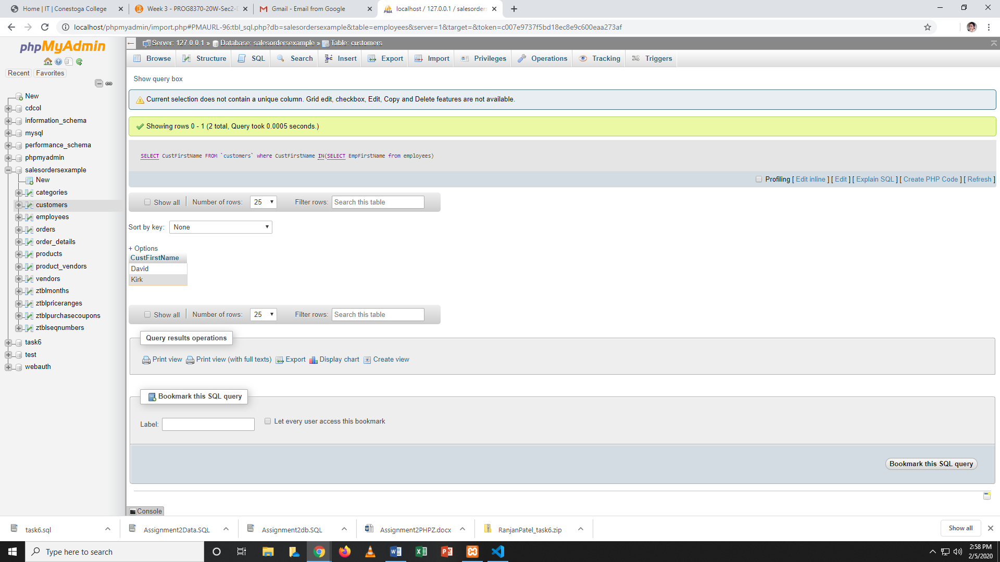 Home | IT | Conestoga College
Week 3 - PROG8370-20W-Sec2-
Gmail - Email from Google
localhost / 127.0.0.1 / salesorders
localhost/phpmyadmin/import.php#PMAURL-96:tbl_sql.php?db=salesordersexample&table=employees&server=1&target=&token=c007e9737f5bd18ec8e9c600eaa273af
phpMyAdmin
Recent Favorites
New
cdcol
information_schema
mysql
performance_schema
phpmyadmin
salesordersexample
New
categories
customers
employees
orders
order_details
products
product_vendors
vendors
ztblmonths
ztblpriceranges
ztblpurchasecoupons
ztblseqnumbers
task6
test
webauth
Server: 127.0.0.1 » Database: salesordersexample » Table: customers
Browse Structure SQL Search Insert Export Import Privileges Operations Tracking Triggers
Show query box
Current selection does not contain a unique column. Grid edit, checkbox, Edit, Copy and Delete features are not available.
Showing rows 0 - 1 (2 total, Query took 0.0005 seconds.)
SELECT CustFirstName FROM `customers` where CustFirstName IN(SELECT EmpFirstName from employees)
Profiling [ Edit inline ] [ Edit ] [ Explain SQL ] [ Create PHP Code ] [ Refresh ]
Show all Number of rows: 25 Filter rows: Search this table
Sort by key: None
+ Options
CustFirstName
David
Kirk
Show all Number of rows: 25 Filter rows: Search this table
Query results operations
Print view Print view (with full texts) Export Display chart Create view
Bookmark this SQL query
Label: Let every user access this bookmark
Bookmark this SQL query
Console
task6.sql
Assignment2Data.SQL
Assignment2db.SQL
Assignment2PHPZ.docx
RanjanPatel_task6.zip
Show all
Type here to search
2:58 PM
2/5/2020